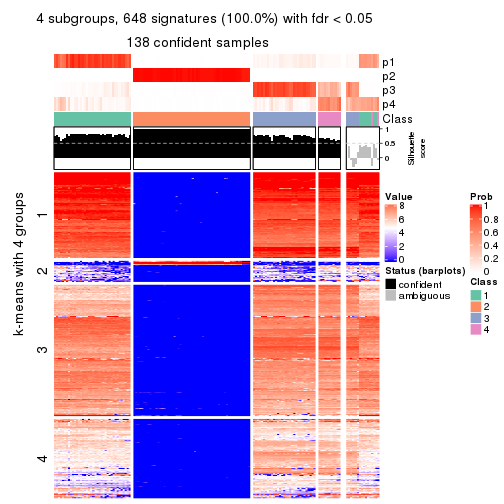 4 subgroups, 648 signatures (100.0%) with fdr < 0.05
138 confident samples
p1
p2
p3
p4
Class
1
0.5
0
Silhouette
score
k-means with 4 groups
1
2
3
4
Value
8
6
4
2
0
Status (barplots)
confident
ambiguous
Prob
1
0.8
0.6
0.4
0.2
0
Class
1
2
3
4